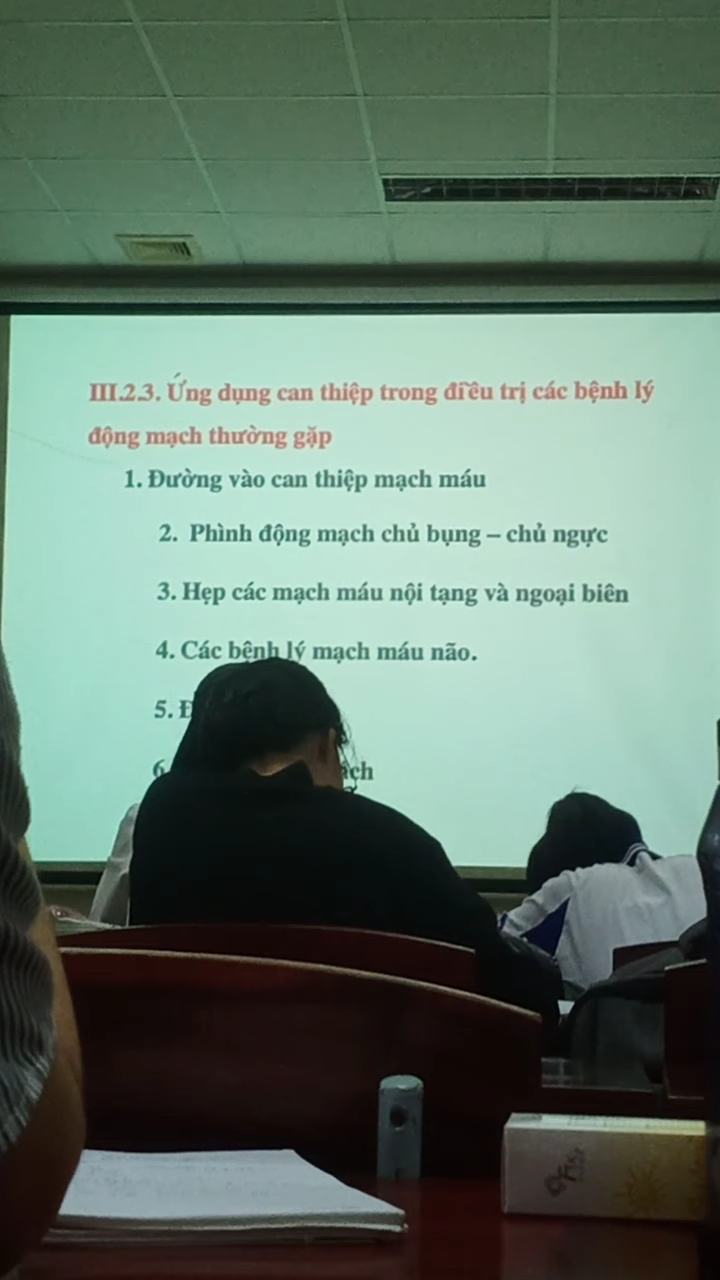 III.2.3. Ứng dụng can thiệp trong điều trị các bệnh lý
động mạch thường gặp
1. Đường vào can thiệp mạch máu
2. Phình động mạch chủ bụng – chủ ngực
3. Hẹp các mạch máu nội tạng và ngoại biên
4. Các bệnh lý mạch máu não.
5.
6